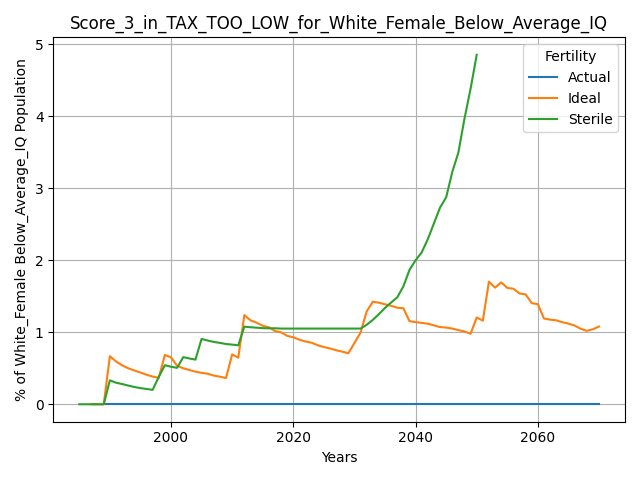 Score_3_in_TAX_TOO_LOW_for_White_Female_Below_Average_IQ
% of White_Female Below_Average_IQ Population
5
4
3
2
1
0
Fertility
Actual
Ideal
Sterile
2000
2020
2040
2060
Years